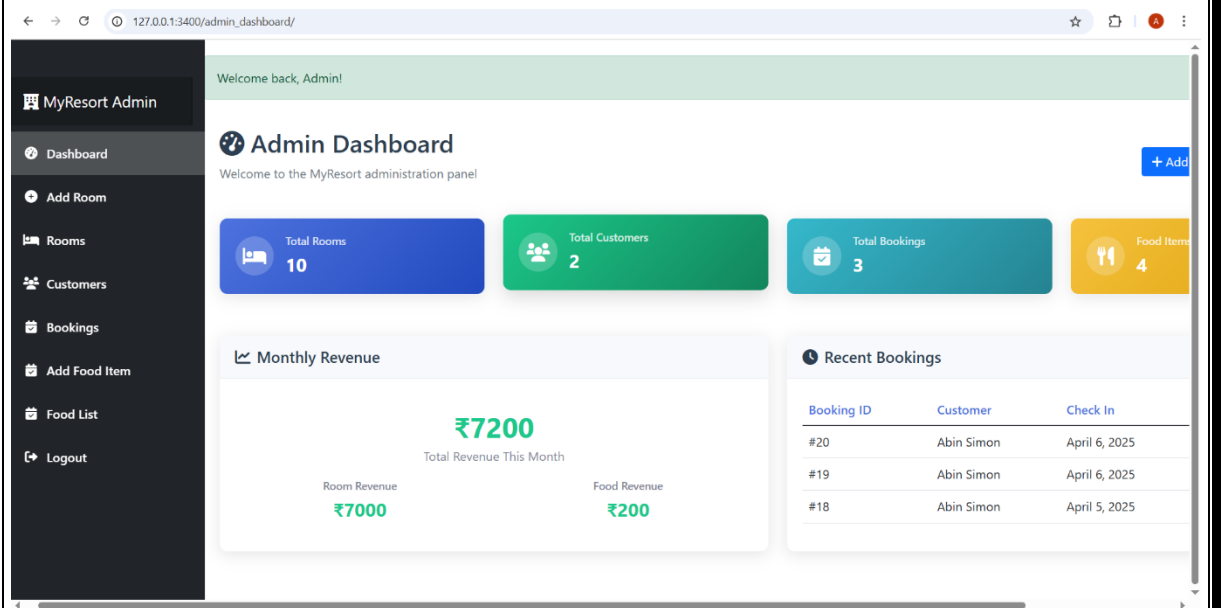 127.0.0.1:3400/admin_dashboard/
A
MyResort Admin
Dashboard
Add Room
Rooms
Customers
Bookings
Add Food Item
Food List
Logout
Welcome back, Admin!
Admin Dashboard
Welcome to the MyResort administration panel
+ Add
Total Rooms
10
Total Customers
2
Total Bookings
3
Food Items
4
Monthly Revenue
₹7200
Total Revenue This Month
Room Revenue
₹7000
Food Revenue
₹200
Recent Bookings
Booking ID Customer Check In
#20 Abin Simon April 6, 2025
#19 Abin Simon April 6, 2025
#18 Abin Simon April 5, 2025